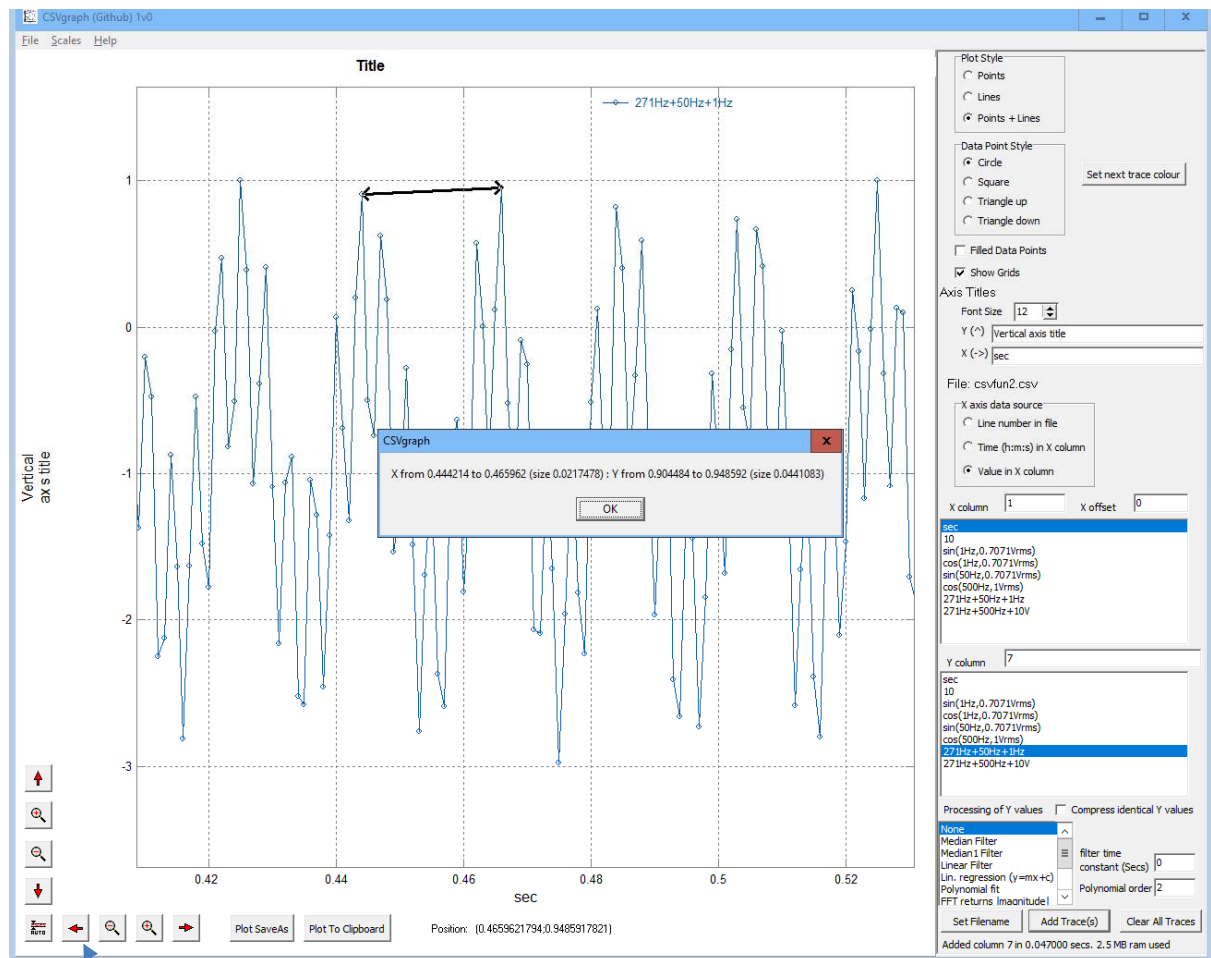 CSVgraph (Github) 1v0
File Scales Help
Title
271Hz+50Hz+1Hz
1
0
-1
-2
-3
Vertical
axs title
0.42 0.44 0.46 0.48 0.5 0.52
sec
CSVgraph
X from 0.444214 to 0.465962 (size 0.0217478) : Y from 0.904484 to 0.948592 (size 0.0441083)
OK
X AUTO
Plot SaveAs
Plot To Clipboard
Position: (0.4659621794;0.9485917821)
Plot Style
Points
Lines
Points + Lines
Data Point Style
Circle
Square
Triangle up
Triangle down
Set next trace colour
Filled Data Points
Show Grids
Axis Titles
Font Size 12
Y (^) Vertical axis title
X (->) sec
File: csvfun2.csv
X axis data source
Line number in file
Time (h:m:s) in X column
Value in X column
X column 1 X offset 0
sec
10
sin(1Hz,0.7071Vrms)
cos(1Hz,0.7071Vrms)
sin(50Hz,0.7071Vrms)
cos(500Hz,1Vrms)
271Hz+50Hz+1Hz
271Hz+500Hz+10V
Y column 7
sec
10
sin(1Hz,0.7071Vrms)
cos(1Hz,0.7071Vrms)
sin(50Hz,0.7071Vrms)
cos(500Hz,1Vrms)
271Hz+50Hz+1Hz
271Hz+500Hz+10V
Processing of Y values Compress identical Y values
None
Median Filter
Median1 Filter
Linear Filter
Lin. regression (y=mx+c)
Polynomial fit
FFT returns |magnitude|
filter time
constant (Secs) 0
Polynomial order 2
Set Filename Add Trace(s) Clear All Traces
Added column 7 in 0.047000 secs. 2.5 MB ram used